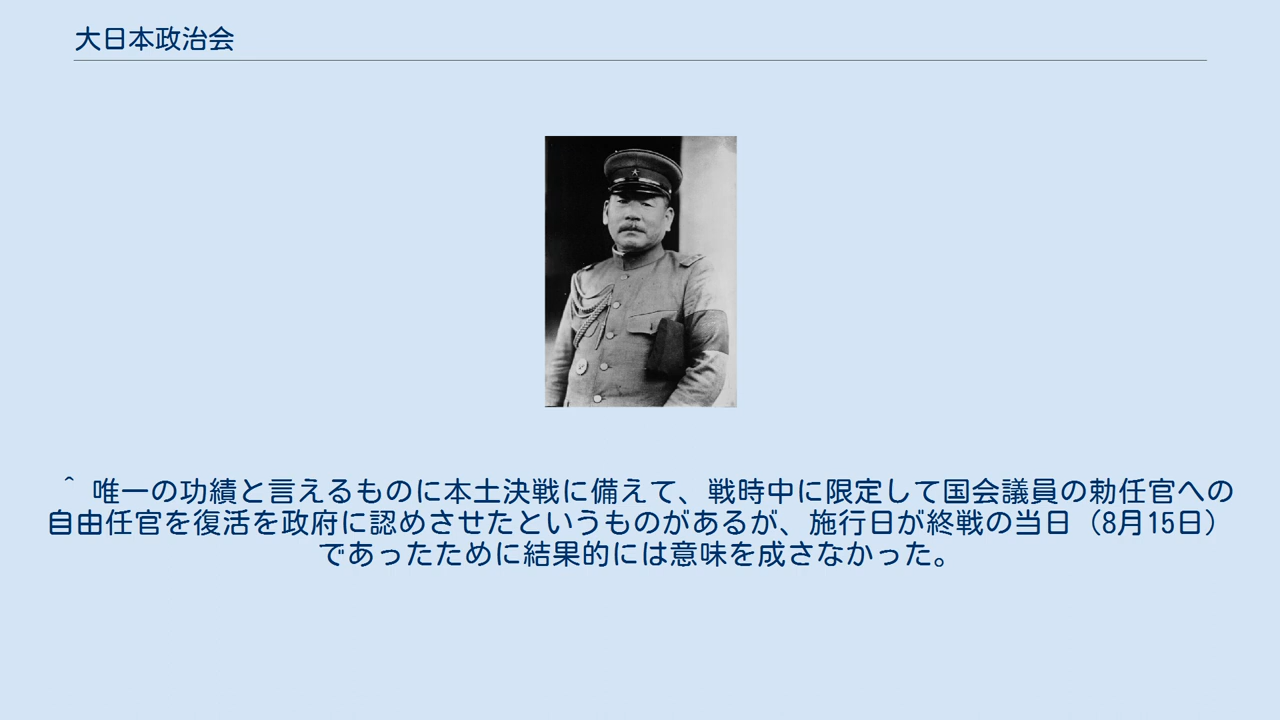 大日本政治会
^ 唯一の功績と言えるものに本土決戦に備えて、戦時中に限定して国会議員の勅任官への
自由任官を復活を政府に認めさせたというものがあるが、施行日が終戦の当日（8月15日）
であったために結果的には意味を成さなかった。